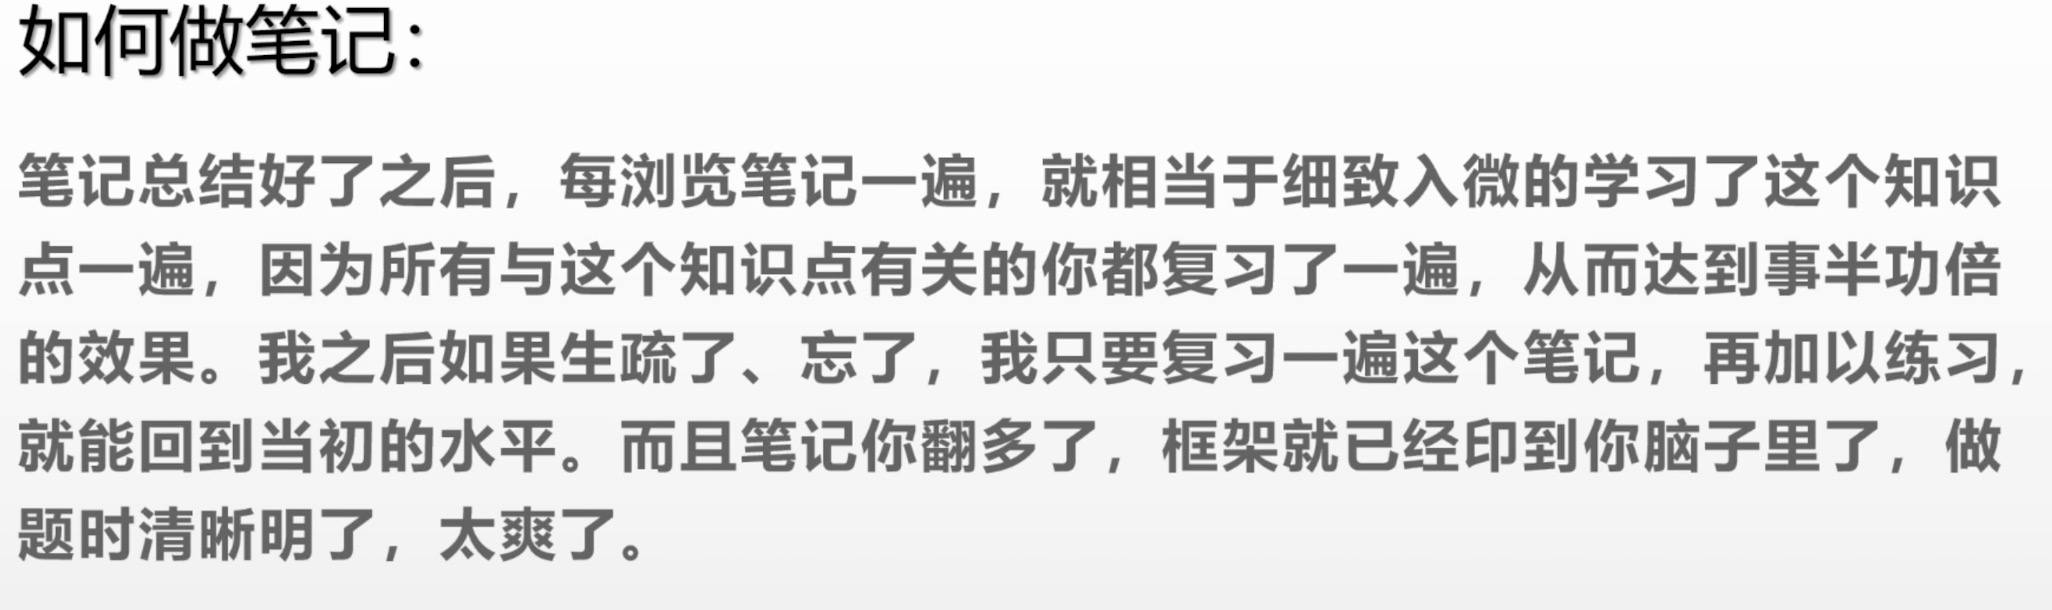 如何做笔记：
笔记总结好了之后，每浏览笔记一遍，就相当于细致入微的学习了这个知识
点一遍，因为所有与这个知识点有关的你都复习了一遍，从而达到事半功倍
的效果。我之后如果生疏了、忘了，我只要复习一遍这个笔记，再加以练习，
就能回到当初的水平。而且笔记你翻多了，框架就已经印到你脑子里了，做
题时清晰明了，太爽了。